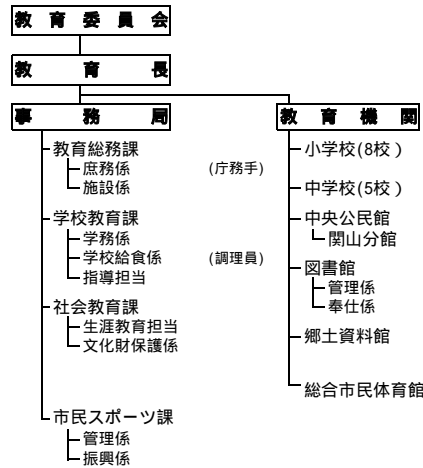 教育委員会
教育長
事務局
教育総務課
庶務係 (庁務手)
施設係
学校教育課
学務係
学校給食係 (調理員)
指導担当
社会教育課
生涯教育担当
文化財保護係
市民スポーツ課
管理係
振興係
教育機関
小学校(8校)
中学校(5校)
中央公民館
関山分館
図書館
管理係
奉仕係
郷土資料館
総合市民体育館